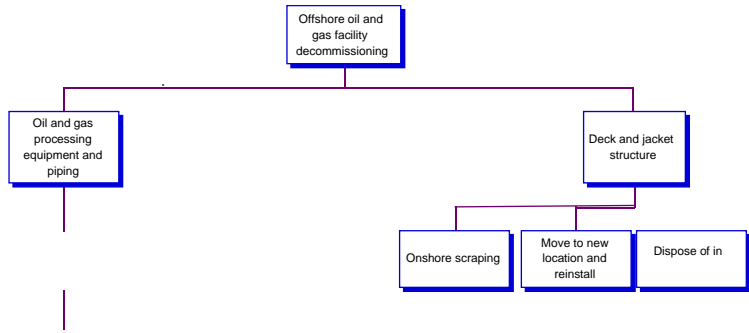 Offshore oil and
gas facility
decommissioning
Oil and gas
processing
equipment and
piping
Deck and jacket
structure
Onshore scraping
Move to new
location and
reinstall
Dispose of in